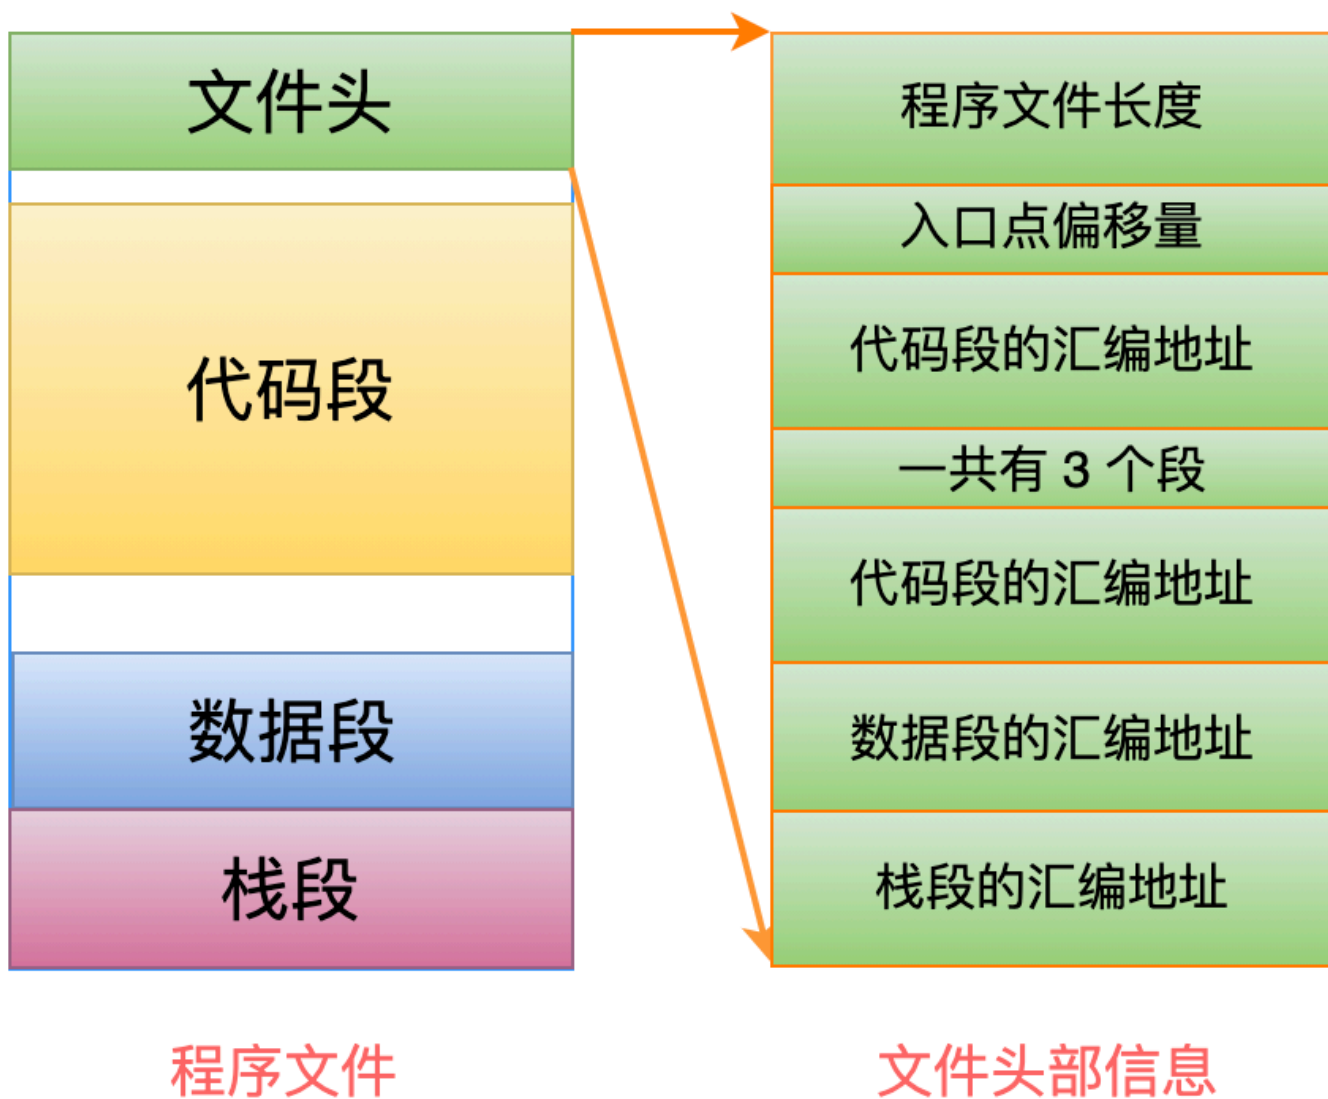 文件头
代码段
数据段
栈段
程序文件
程序文件长度
入口点偏移量
代码段的汇编地址
一共有 3 个段
代码段的汇编地址
数据段的汇编地址
栈段的汇编地址
文件头部信息